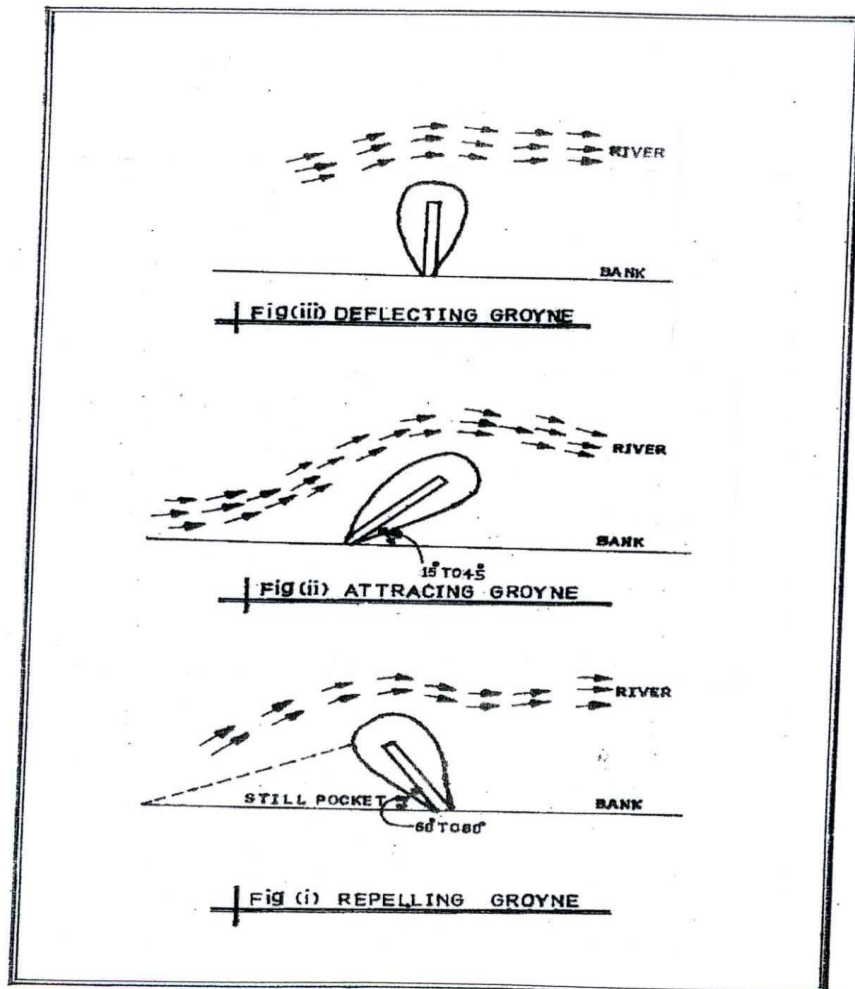 RIVER
BANK
Fig(iii) DEFLECTING GROYNE
RIVER
BANK
15° TO 45°
Fig(ii) ATTRACING GROYNE
RIVER
STILL POCKET
BANK
60° TO 80°
Fig (i) REPELLING GROYNE